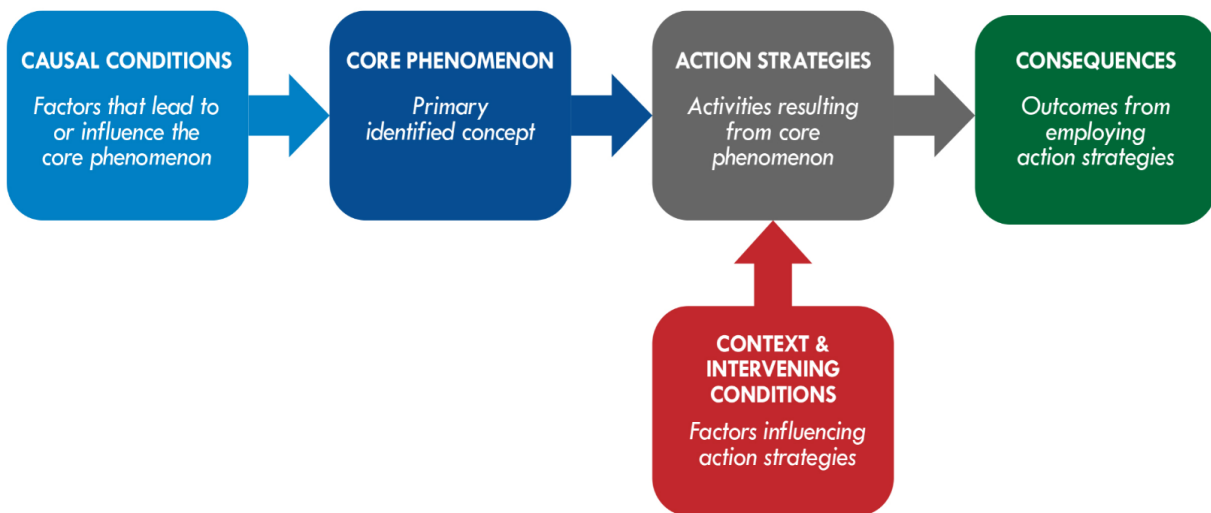 CAUSAL CONDITIONS
Factors that lead to
or influence the
core phenomenon
CORE PHENOMENON
Primary
identified concept
ACTION STRATEGIES
Activities resulting
from core
phenomenon
CONSEQUENCES
Outcomes from
employing
action strategies
CONTEXT &
INTERVENING
CONDITIONS
Factors influencing
action strategies